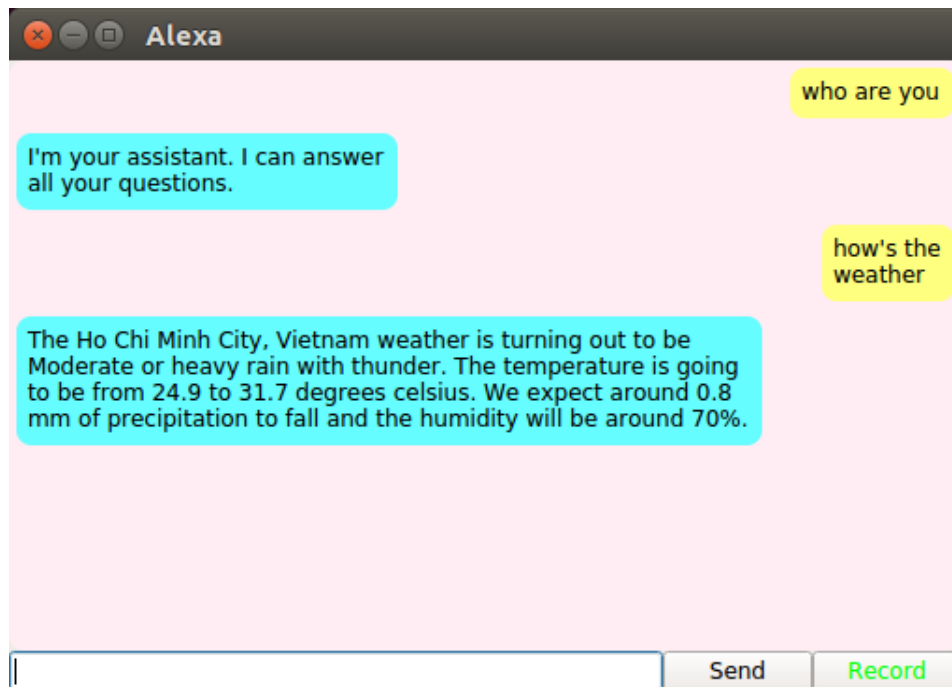 Alexa
who are you
I'm your assistant. I can answer
all your questions.
how's the
weather
The Ho Chi Minh City, Vietnam weather is turning out to be
Moderate or heavy rain with thunder. The temperature is going
to be from 24.9 to 31.7 degrees celsius. We expect around 0.8
mm of precipitation to fall and the humidity will be around 70%.
Send Record